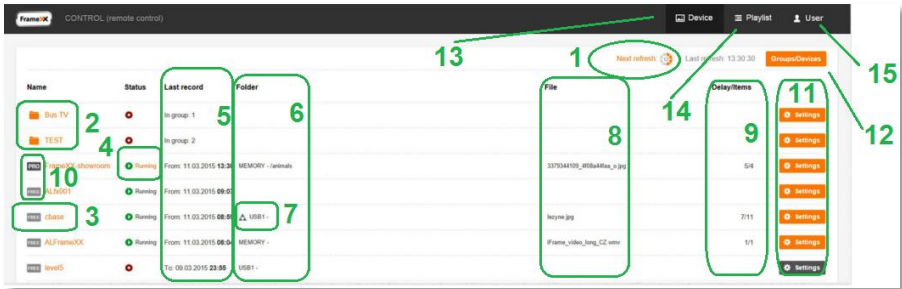 FrameXX CONTROL (remote control) Device Playlist User
13 1 Next refresh Last refresh: 13:30:30 Groups/Devices
14 15
Name Status Last record Folder File Delay/Items 11
2 Bus TV In group: 1 5 6 Settings 12
TEST In group: 2 8 9 Settings
4
PRO FrameXX-showroom Running From: 11.03.2015 13:30 MEMORY - /animals 3379344109_4f08a44faa_o.jpg 5/4 Settings
10
FREE Running From: 11.03.2015 09:07 Settings
FREE cbase 3 Running From: 11.03.2015 08:59 USB1 - 7 lezyne.jpg 7/11 Settings
FREE ALFrameXX Running From: 11.03.2015 08:04 MEMORY - iFrame_video_long_CZ.wmv 1/1 Settings
FREE level5 To: 09.03.2015 23:55 USB1 - Settings